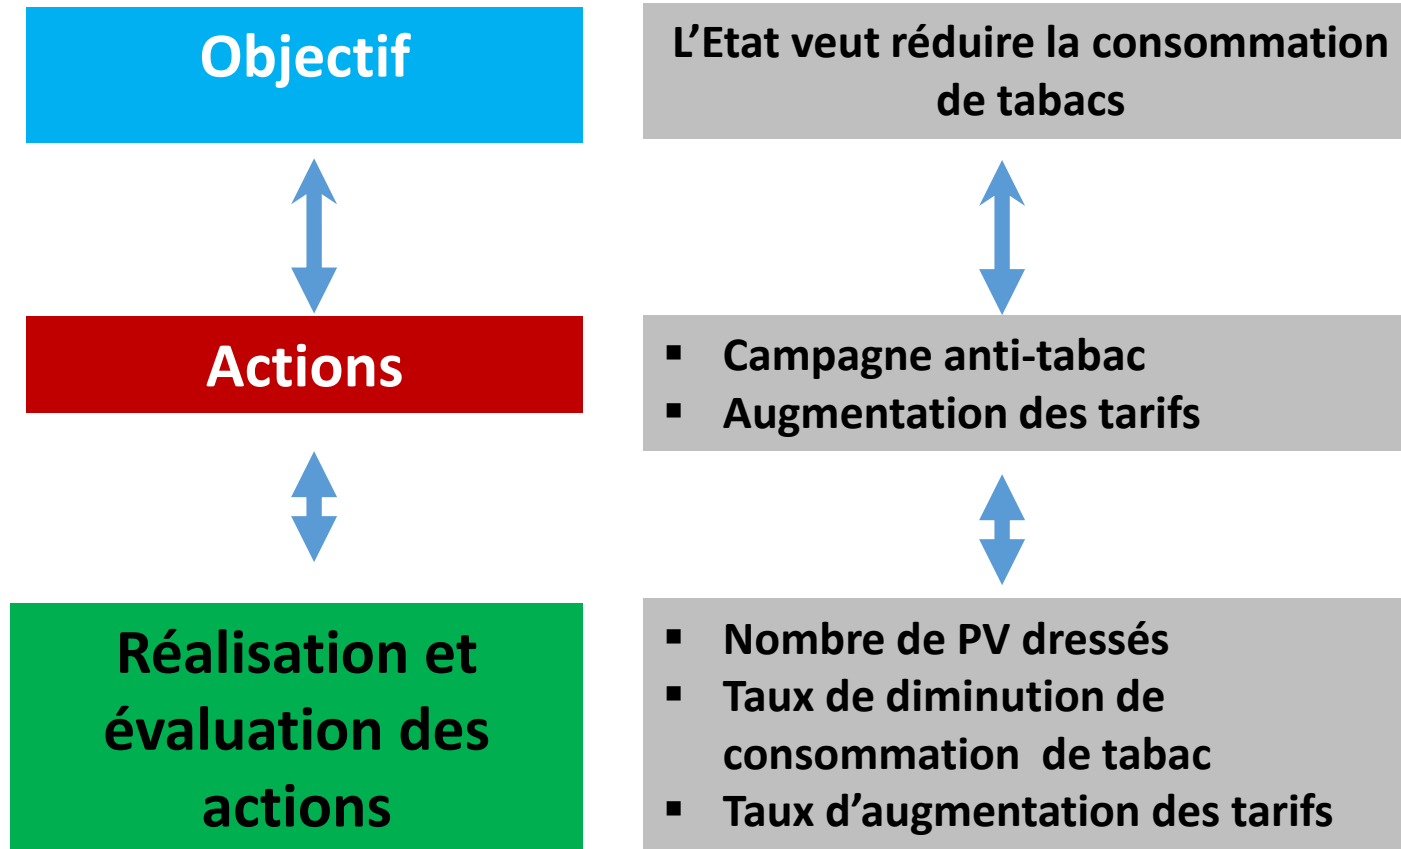 Objectif
L’Etat veut réduire la consommation
de tabacs
Actions
▪ Campagne anti-tabac
▪ Augmentation des tarifs
Réalisation et
évaluation des
actions
▪ Nombre de PV dressés
▪ Taux de diminution de
consommation de tabac
▪ Taux d’augmentation des tarifs